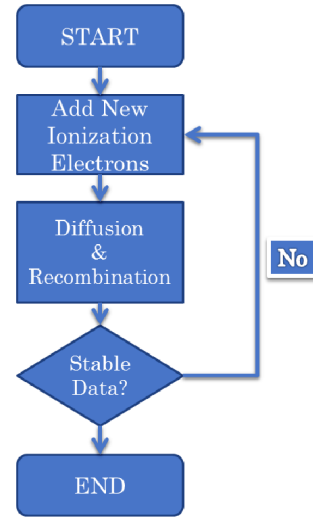 START
Add New
Ionization
Electrons
Diffusion
&
Recombination
No
Stable
Data?
END